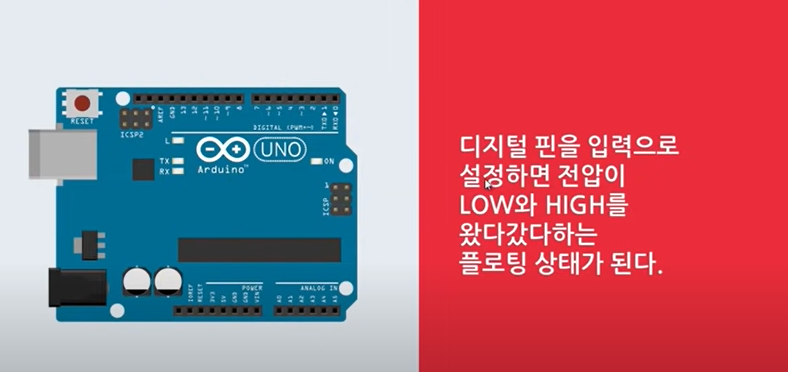 RESET
ICSP2
AREF
GND
13
12
~11
~10
~9
8
7
~6
~5
4
~3
2
TX0▶1
RX0◀0
DIGITAL (PWM=~)
L
TX
RX
UNO
Arduino™
ON
1
ICSP
POWER
ANALOG IN
IOREF
RESET
3V3
5V
GND
GND
VIN
A0
A1
A2
A3
A4
A5
디지털 핀을 입력으로
설정하면 전압이
LOW와 HIGH를
왔다갔다하는
플로팅 상태가 된다.